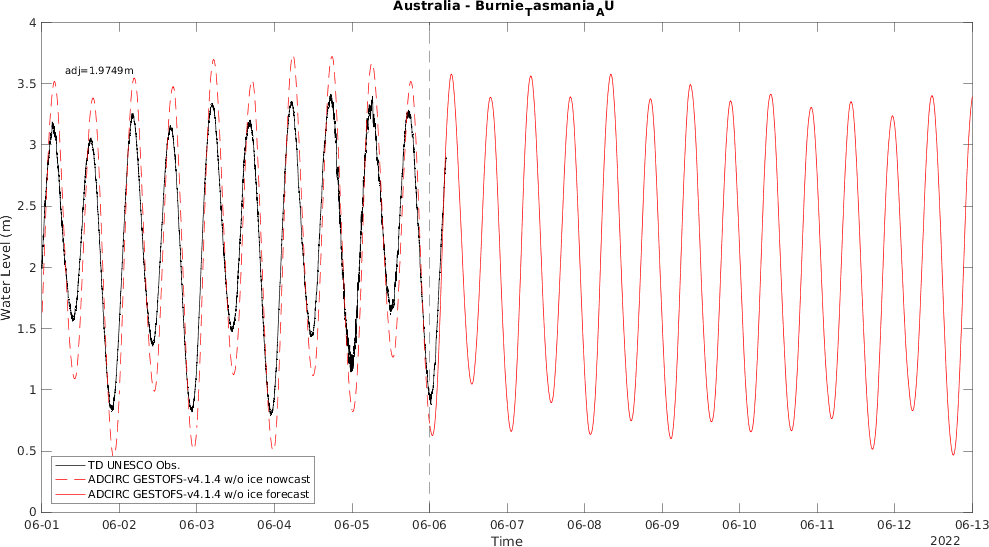 Australia - BurnieTasmaniaAU
4
adj=1.9749m
3.5
3
2.5
2
1.5
1
0.5
0
Water Level (m)
TD UNESCO Obs.
ADCIRC GESTOFS-v4.1.4 w/o ice nowcast
ADCIRC GESTOFS-v4.1.4 w/o ice forecast
06-01 06-02 06-03 06-04 06-05 06-06 06-07 06-08 06-09 06-10 06-11 06-12 06-13
Time
2022